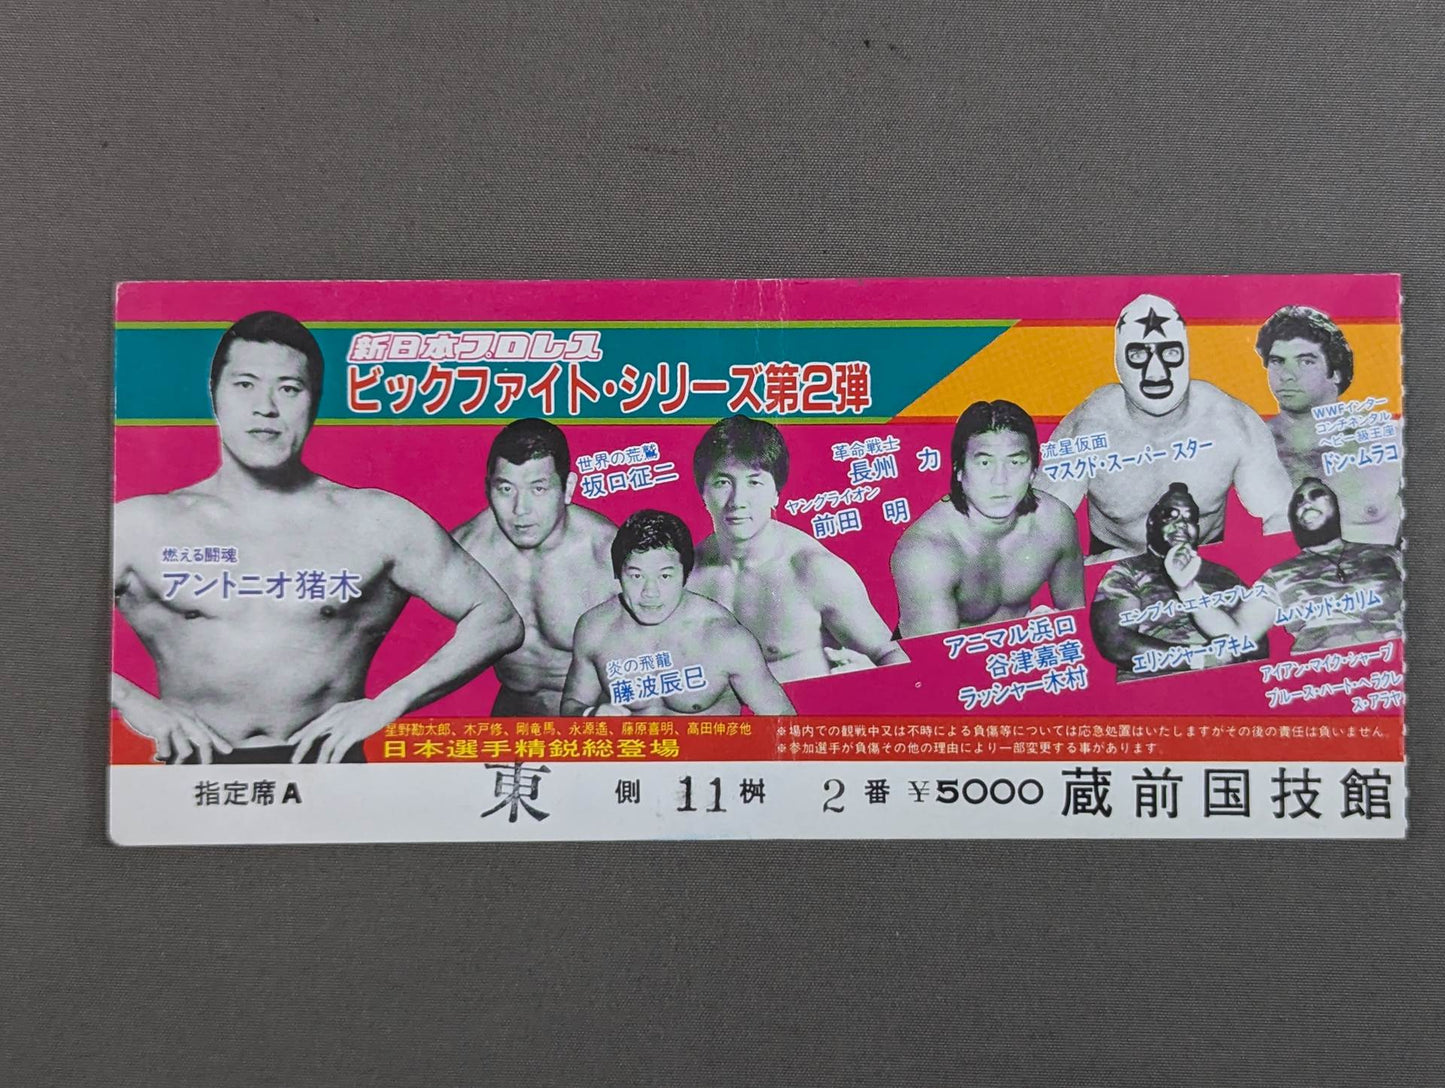 新日本プロレス
ビックファイト・シリーズ第2弾
燃える闘魂
アントニオ猪木
世界の荒鷲
坂口征二
炎の飛龍
藤波辰巳
革命戦士
長州 力
ヤングライオン
前田 明
流星仮面
マスクド・スーパー スター
WWFインター
コンチネンタル
ヘビー級王座
ドン・ムラコ
アニマル浜口
谷津嘉章
ラッシャー木村
エンプイ・エキスプレス
エリンジャー・アキム
ムハメッド・カリム
アイアン・マイク・シャープ
ブルース・ハート・ヘラクレ
ス・アラヤ
星野勘太郎、木戸修、剛竜馬、永源遙、藤原喜明、高田伸彦他
日本選手精鋭総登場
※場内での観戦中又は不時による負傷等については応急処置はいたしますがその後の責任は負いません。
※参加選手が負傷その他の理由により一部変更する事があります。
指定席A 東 側 11 桝 2 番 ¥5000 蔵前国技館